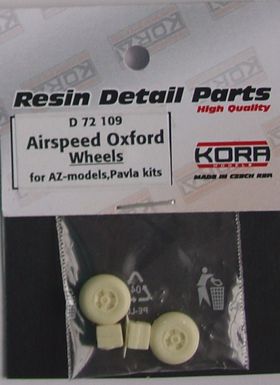 Resin Detail Parts
High Quality
D 72 109
Airspeed Oxford
Wheels
for AZ-models,Pavla kits
KORA
MODELS
MADE IN CZECH REP.